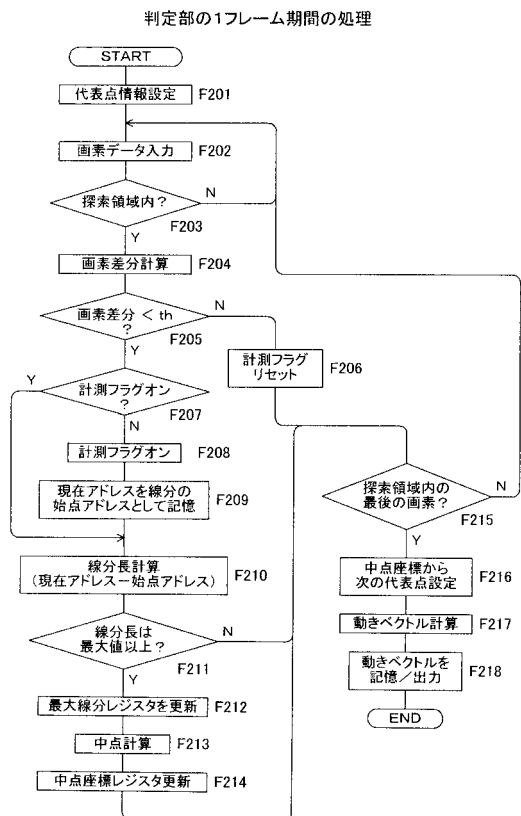 判定部の1フレーム期間の処理
START
代表点情報設定 F201
画素データ入力 F202
探索領域内？
N
F203
Y
画素差分計算 F204
画素差分 < th
？
N
F205
Y
計測フラグ
リセット
F206
計測フラグオン
？
Y
F207
N
計測フラグオン F208
現在アドレスを線分の
始点アドレスとして記憶
F209
線分長計算
(現在アドレスー始点アドレス)
F210
線分長は
最大値以上？
N
F211
Y
最大線分レジスタを更新 F212
中点計算 F213
中点座標レジスタ更新 F214
探索領域内の
最後の画素？
N
F215
Y
中点座標から
次の代表点設定
F216
動きベクトル計算 F217
動きベクトルを
記憶／出力
F218
END